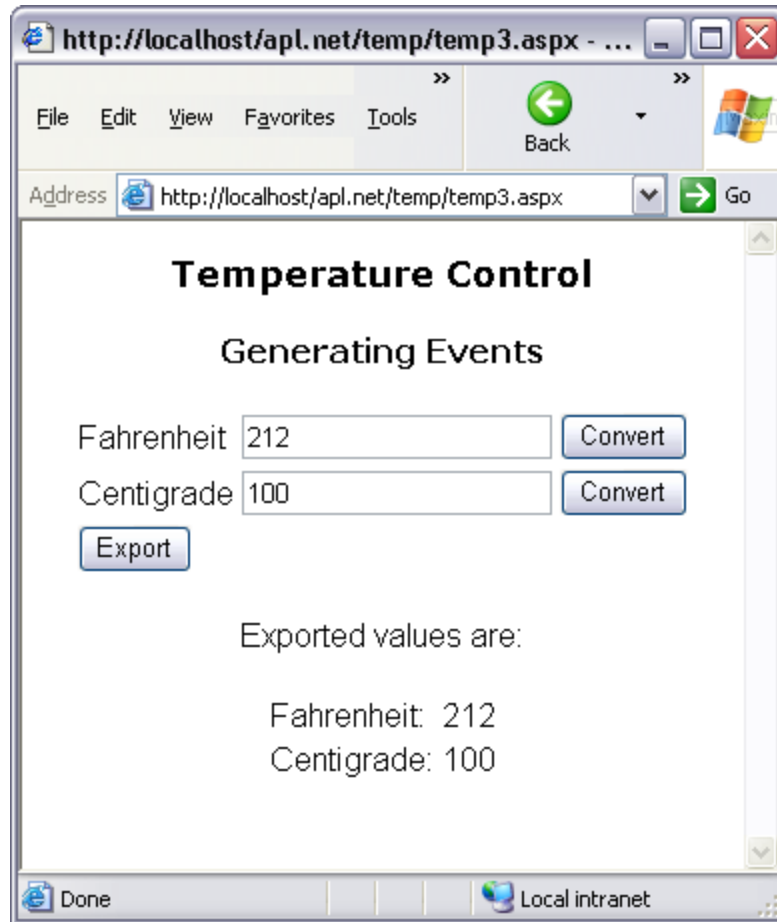 http://localhost/apl.net/temp/temp3.aspx - ...
»
»
File Edit View Favorites Tools
Back
Address http://localhost/apl.net/temp/temp3.aspx Go
Temperature Control
Generating Events
Fahrenheit 212 Convert
Centigrade 100 Convert
Export
Exported values are:
Fahrenheit: 212
Centigrade: 100
Done Local intranet